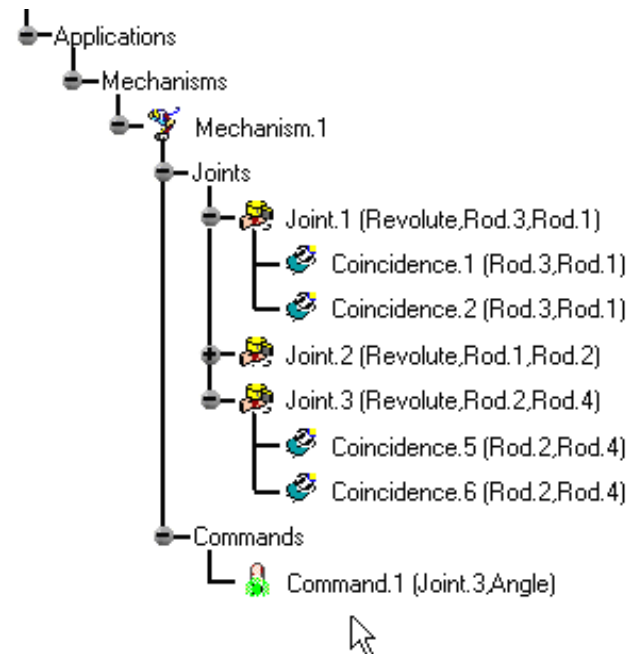 Applications
Mechanisms
Mechanism.1
Joints
Joint.1 (Revolute,Rod.3,Rod.1)
Coincidence.1 (Rod.3,Rod.1)
Coincidence.2 (Rod.3,Rod.1)
Joint.2 (Revolute,Rod.1,Rod.2)
Joint.3 (Revolute,Rod.2,Rod.4)
Coincidence.5 (Rod.2,Rod.4)
Coincidence.6 (Rod.2,Rod.4)
Commands
Command.1 (Joint.3,Angle)